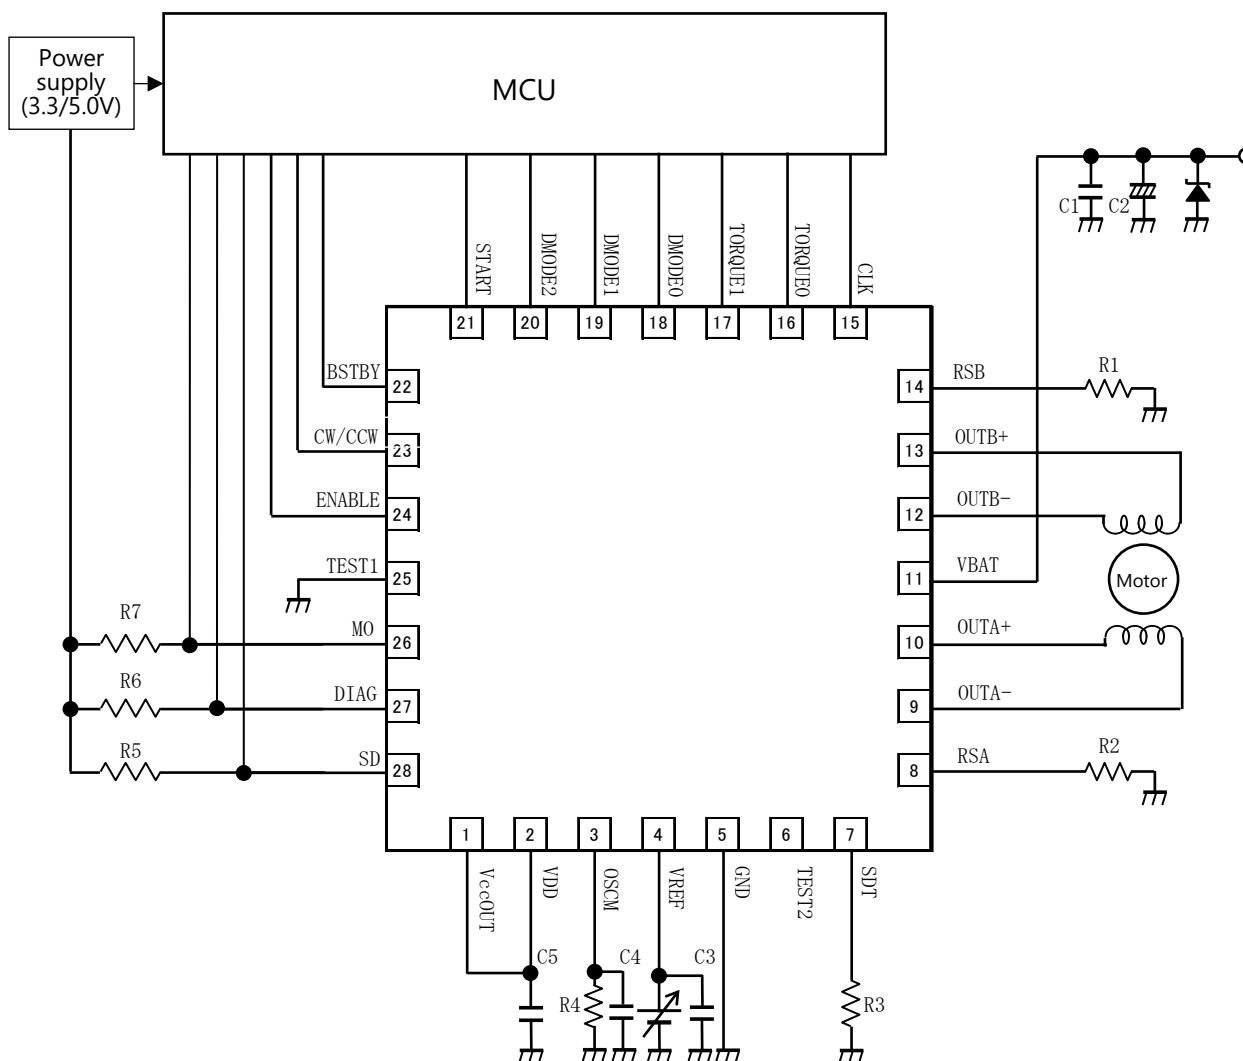 Power
supply
(3.3/5.0V)
MCU
C1
C2
START
DMODE2
DMODE1
DMODE0
TORQUE1
TORQUE0
CLK
21
20
19
18
17
16
15
BSTBY
22
CW/CCW
23
ENABLE
24
TEST1
25
R7
MO
26
R6
DIAG
27
R5
SD
28
14
RSB
R1
13
OUTB+
12
OUTB-
11
VBAT
Motor
10
OUTA+
9
OUTA-
8
RSA
R2
1
2
3
4
5
6
7
VccOUT
VDD
OSCM
VREF
GND
TEST2
SDT
C5
C4
C3
R4
R3